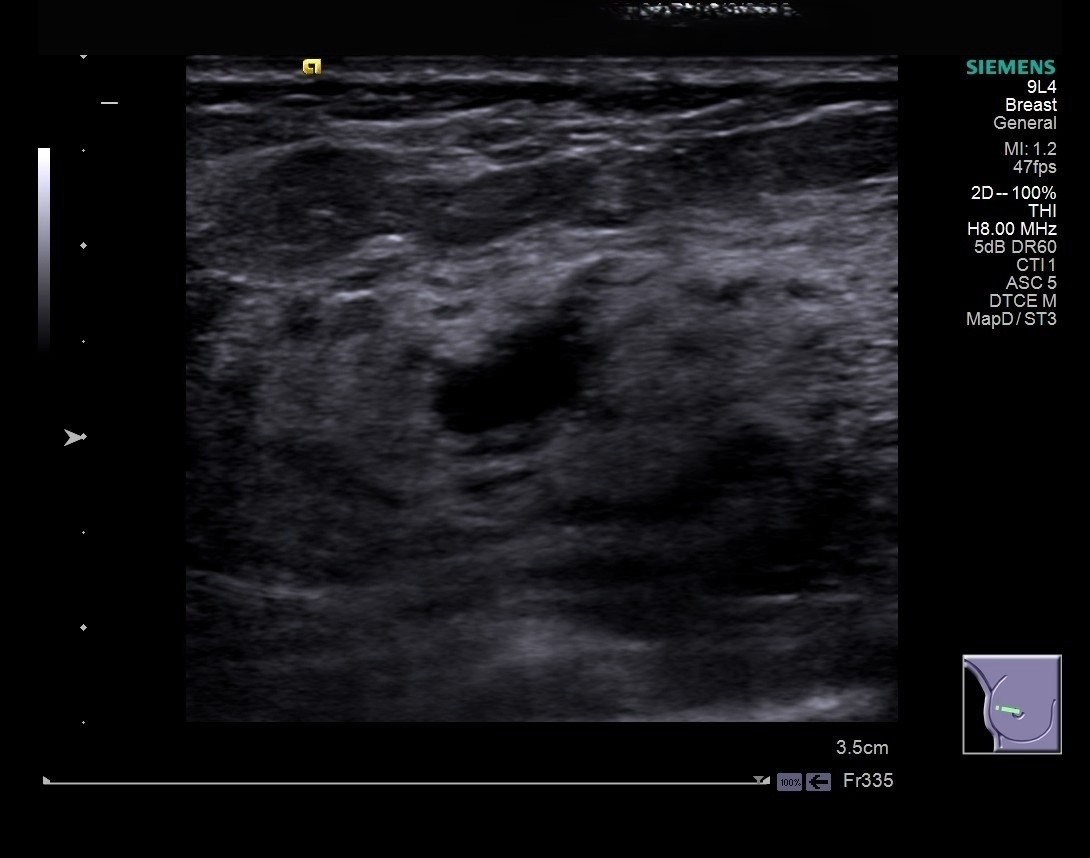 SIEMENS
9L4
Breast
General
MI: 1.2
47fps
2D--100%
THI
H8.00 MHz
5dB DR60
CTI 1
ASC 5
DTCE M
MapD / ST3
3.5cm
100% Fr335